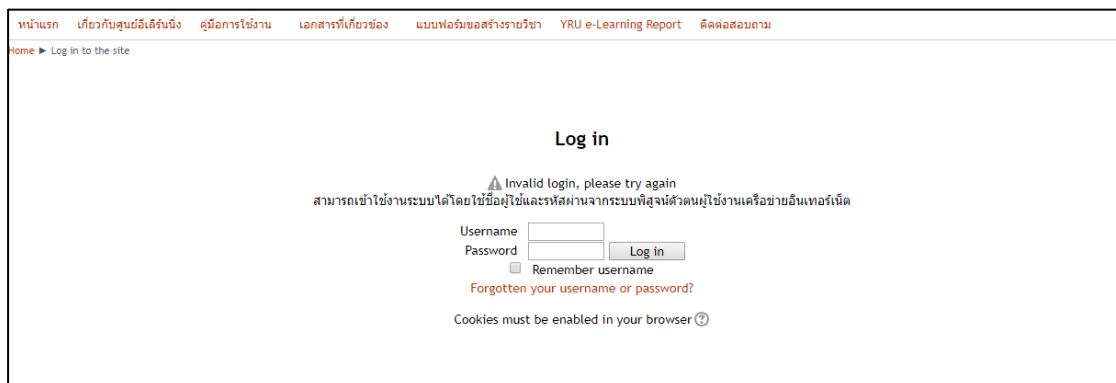 หน้าแรก เกี่ยวกับศูนย์อีเลิร์นนิ่ง คู่มือการใช้งาน เอกสารที่เกี่ยวข้อง แบบฟอร์มขอสร้างรายวิชา YRU e-Learning Report ติดต่อสอบถาม
Home ► Log in to the site
Log in
Invalid login, please try again
สามารถเข้าใช้งานระบบได้โดยใช้ชื่อผู้ใช้และรหัสผ่านจากระบบพิสูจน์ตัวตนผู้ใช้งานเครือข่ายอินเทอร์เน็ต
Username
Password Log in
Remember username
Forgotten your username or password?
Cookies must be enabled in your browser ?